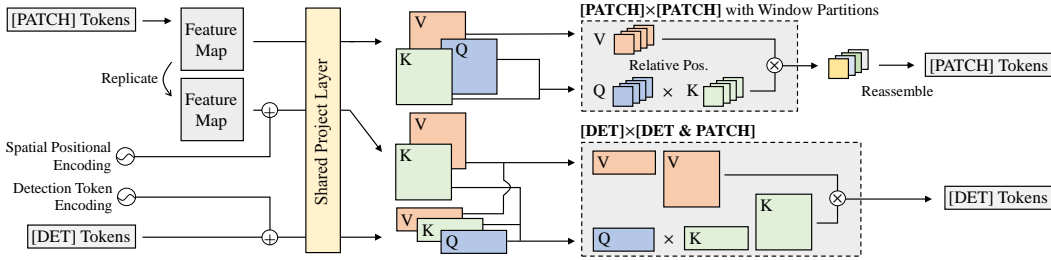 [PATCH] Tokens
Feature
Map
Replicate
Feature
Map
Spatial Positional
Encoding
Detection Token
Encoding
[DET] Tokens
Shared Project Layer
V
Q
K
V
K
V
K
Q
[PATCH]×[PATCH] with Window Partitions
V
Relative Pos.
Q × K
Reassemble
[PATCH] Tokens
[DET]×[DET & PATCH]
V V
K
Q × K
[DET] Tokens